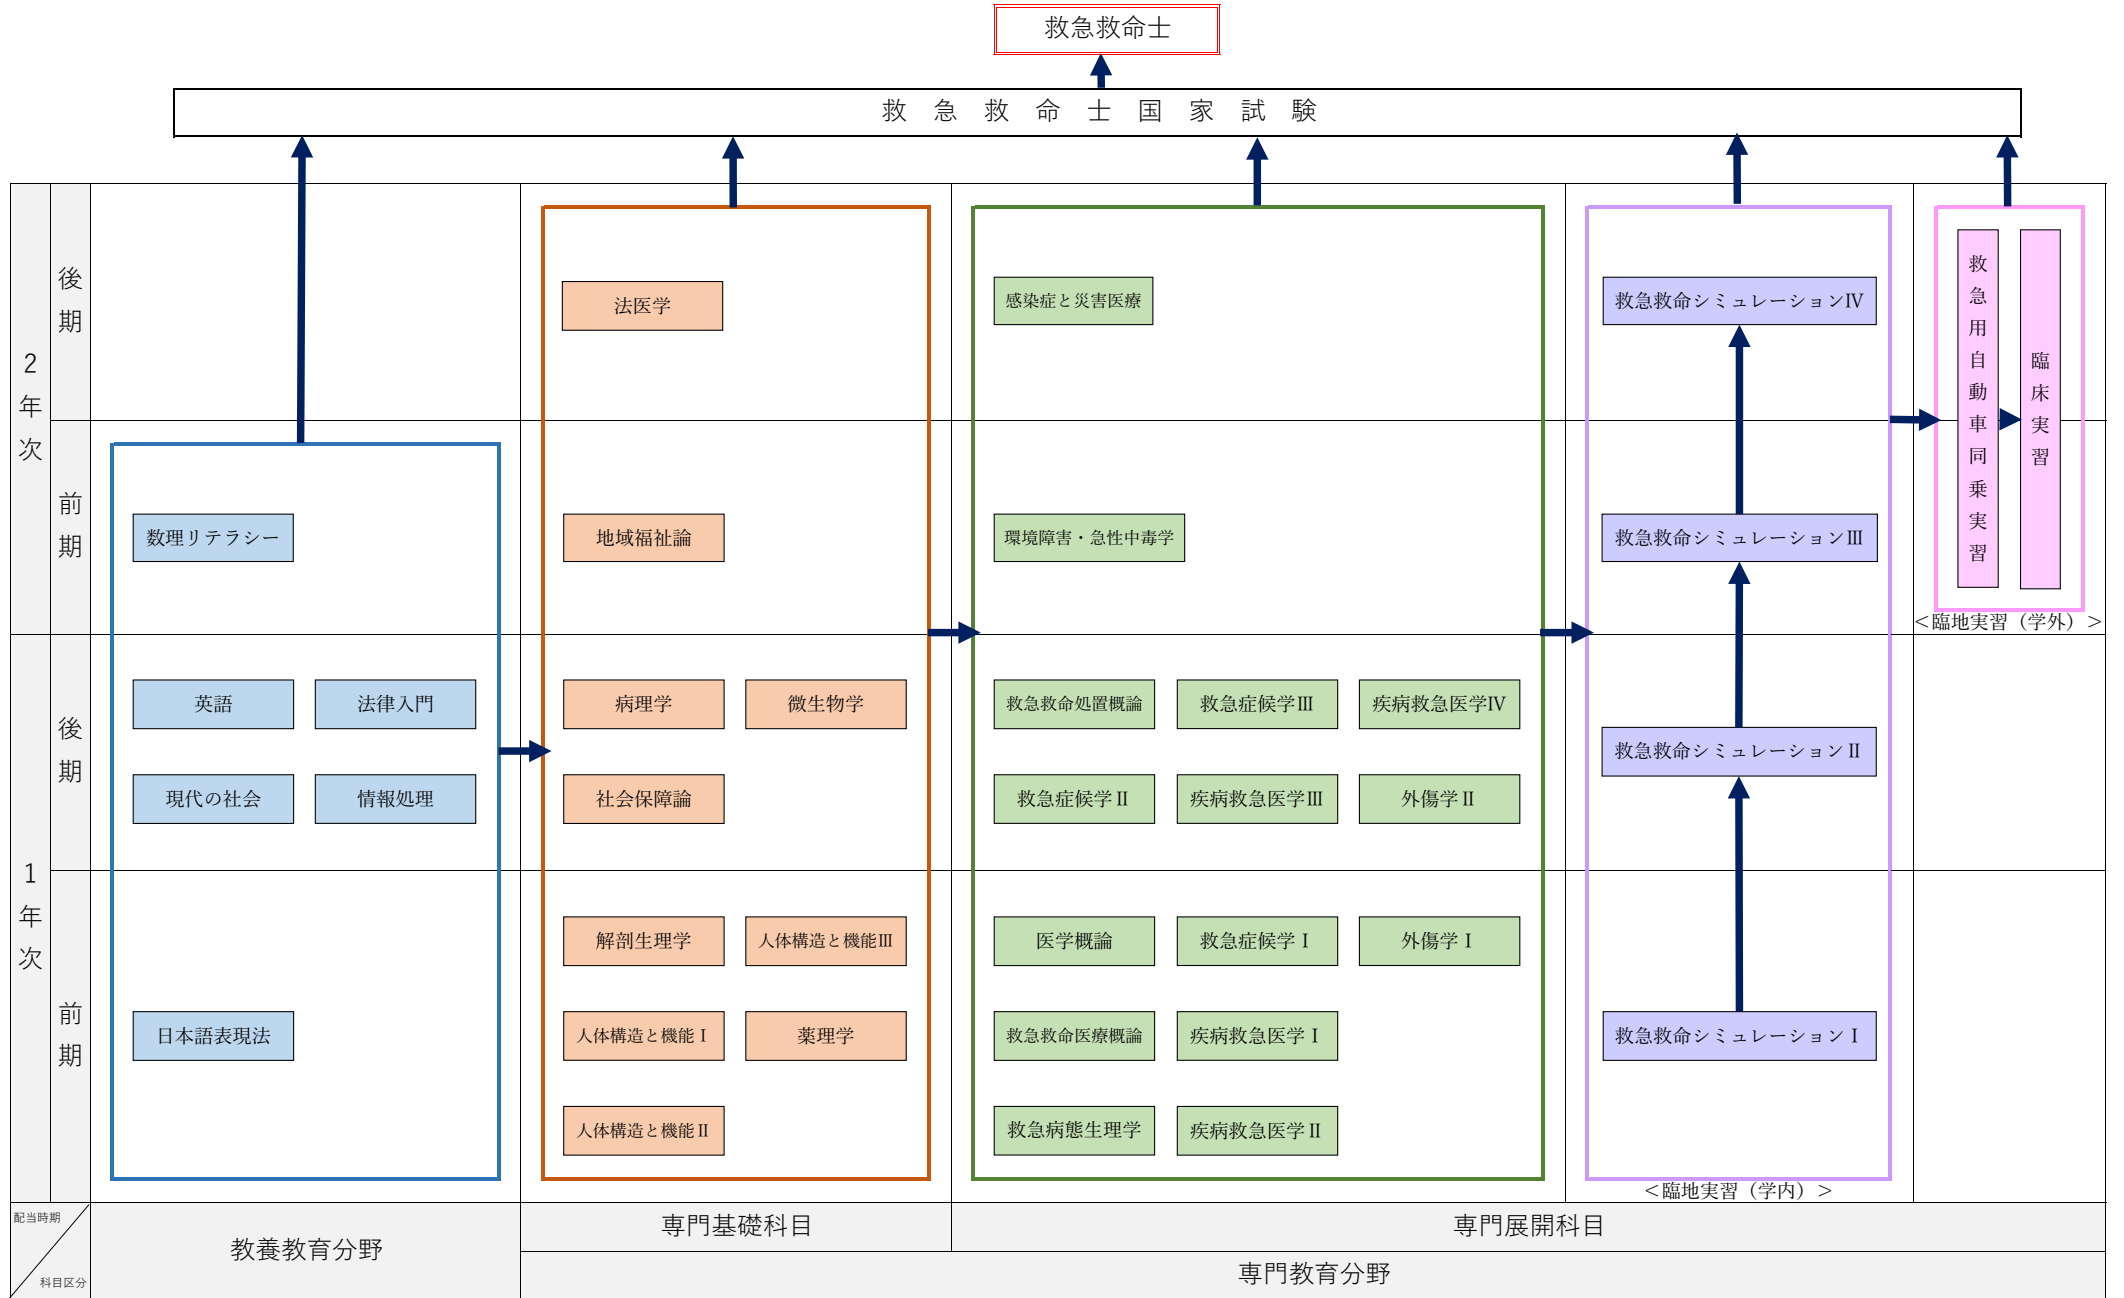 救急救命士
救急救命士国家試験
2年次
後期
法医学
感染症と災害医療
救急救命シミュレーションⅣ
救急用自動車同乗実習
臨床実習
前期
数理リテラシー
地域福祉論
環境障害・急性中毒学
救急救命シミュレーションⅢ
＜臨地実習（学外）＞
1年次
後期
英語
法律入門
病理学
微生物学
救急救命処置概論
救急症候学Ⅲ
疾病救急医学Ⅳ
救急救命シミュレーションⅡ
現代の社会
情報処理
社会保障論
救急症候学Ⅱ
疾病救急医学Ⅲ
外傷学Ⅱ
前期
解剖生理学
人体構造と機能Ⅲ
医学概論
救急症候学Ⅰ
外傷学Ⅰ
日本語表現法
人体構造と機能Ⅰ
薬理学
救急救命医療概論
疾病救急医学Ⅰ
救急救命シミュレーションⅠ
人体構造と機能Ⅱ
救急病態生理学
疾病救急医学Ⅱ
＜臨地実習（学内）＞
配当時期
科目区分
教養教育分野
専門基礎科目
専門展開科目
専門教育分野